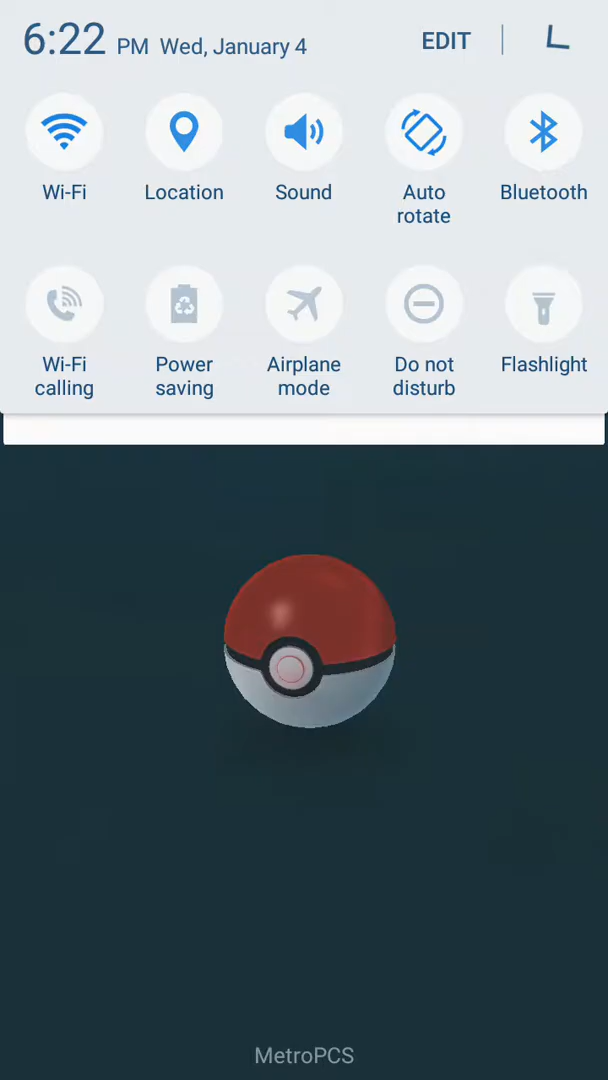 6:22 PM Wed, January 4 EDIT
Wi-Fi Location Sound Auto rotate Bluetooth
Wi-Fi calling Power saving Airplane mode Do not disturb Flashlight
MetroPCS